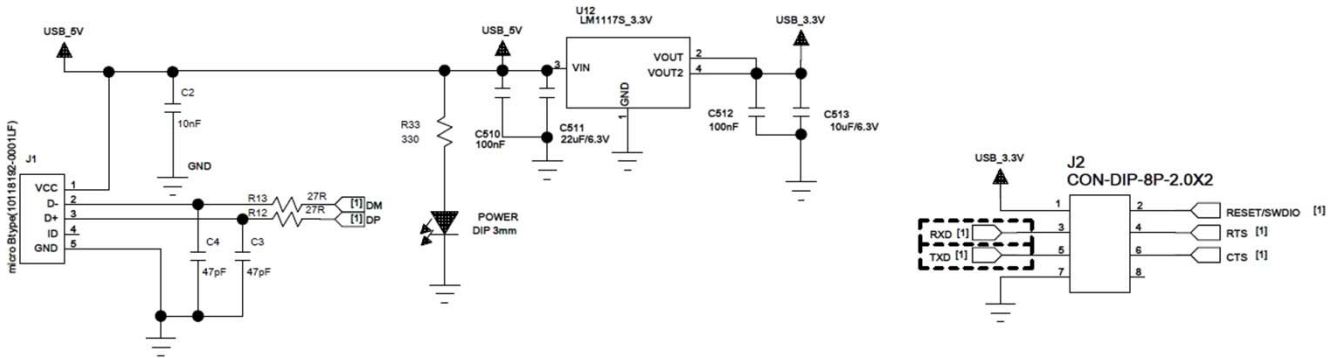 U12
LM1117S_3.3V
USB_5V
USB_5V
USB_3.3V
3
VIN
VOUT
2
VOUT2
4
GND
1
C2
10nF
GND
R33
330
C510
100nF
C511
22uF/6.3V
C512
100nF
C513
10uF/6.3V
micro Btype(10118192-0001LF)
J1
VCC
1
D-
2
D+
3
ID
4
GND
5
R13
27R
[1] DM
R12
27R
[1] DP
C4
47pF
C3
47pF
POWER
DIP 3mm
USB_3.3V
J2
CON-DIP-8P-2.0X2
1
2
RESET/SWDIO [1]
RXD [1]
3
4
RTS [1]
TXD [1]
5
6
CTS [1]
7
8